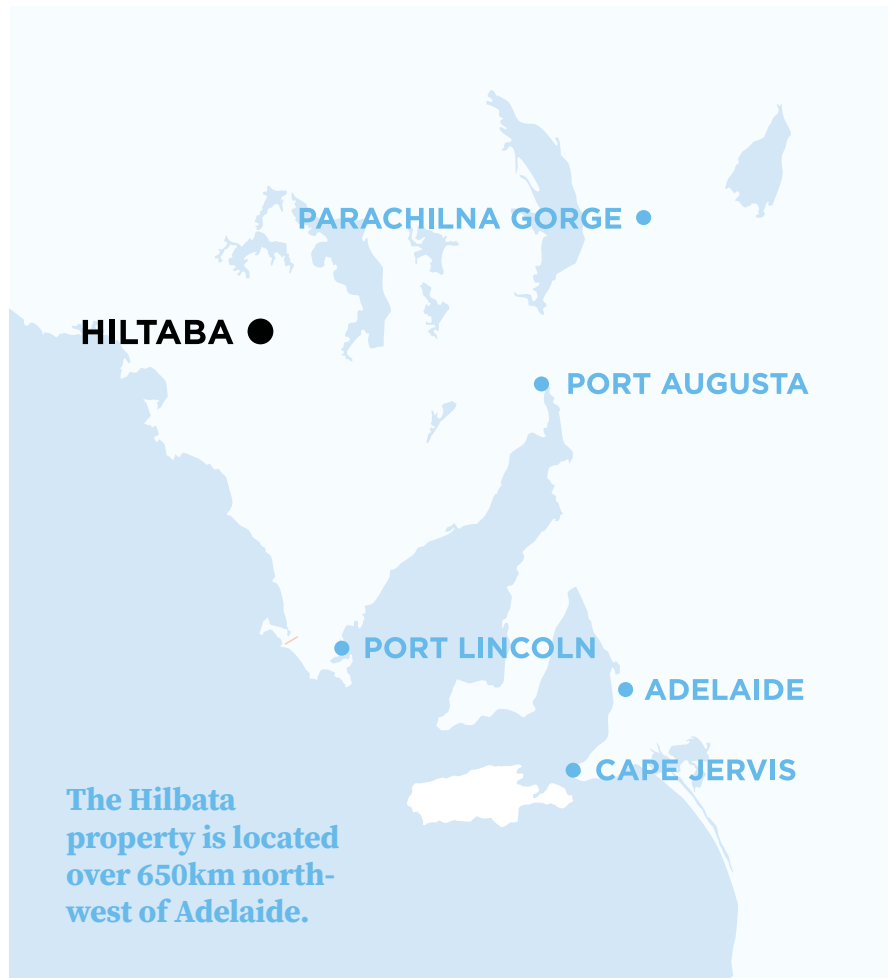 PARACHILNA GORGE
HILTABA
PORT AUGUSTA
PORT LINCOLN
ADELAIDE
CAPE JERVIS
The Hilbata
property is located
over 650km north-
west of Adelaide.